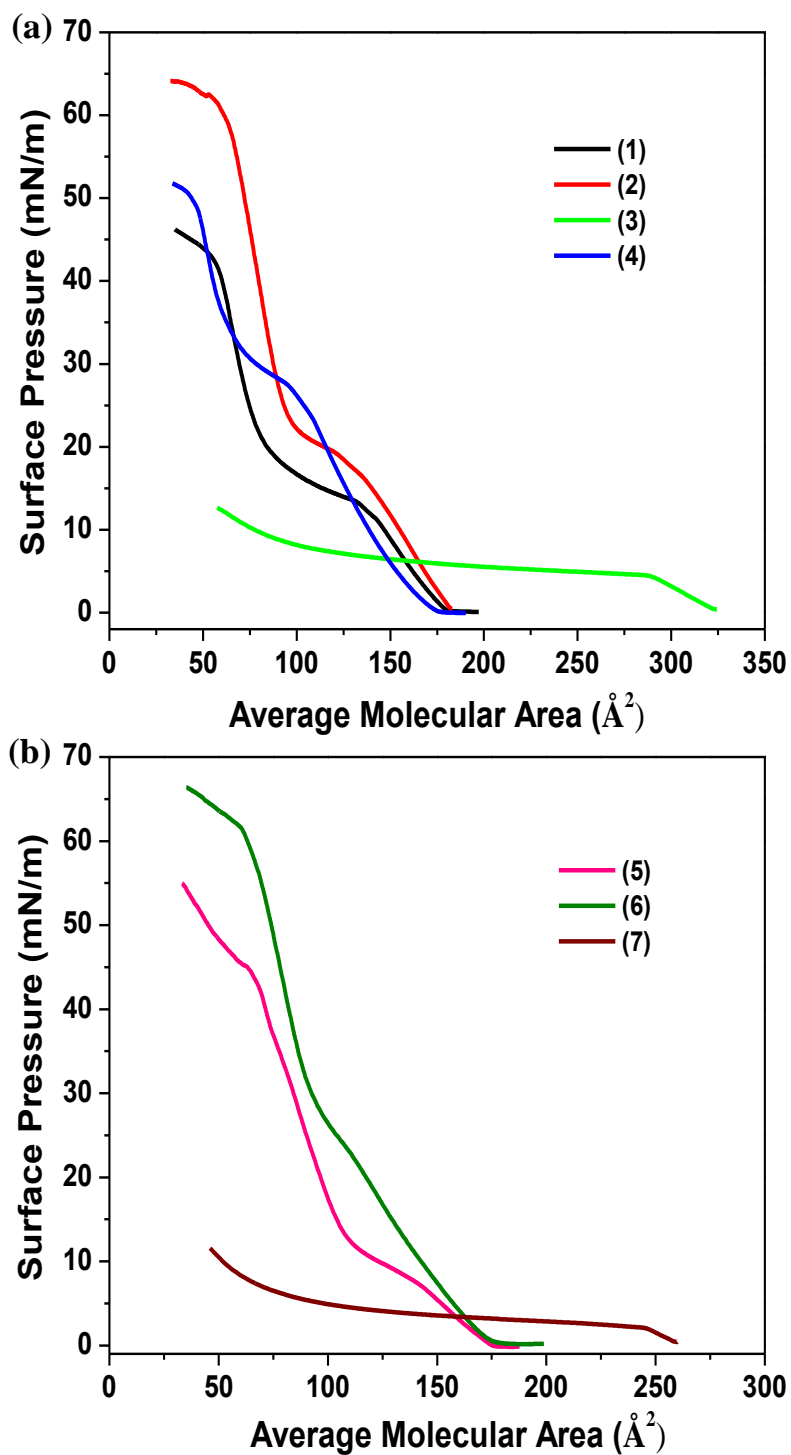 (a)
70
60
50
40
30
20
10
0
Surface Pressure (mN/m)
(1)
(2)
(3)
(4)
0 50 100 150 200 250 300 350
Average Molecular Area (Å²)
(b)
70
60
50
40
30
20
10
0
Surface Pressure (mN/m)
(5)
(6)
(7)
0 50 100 150 200 250 300
Average Molecular Area (Å²)